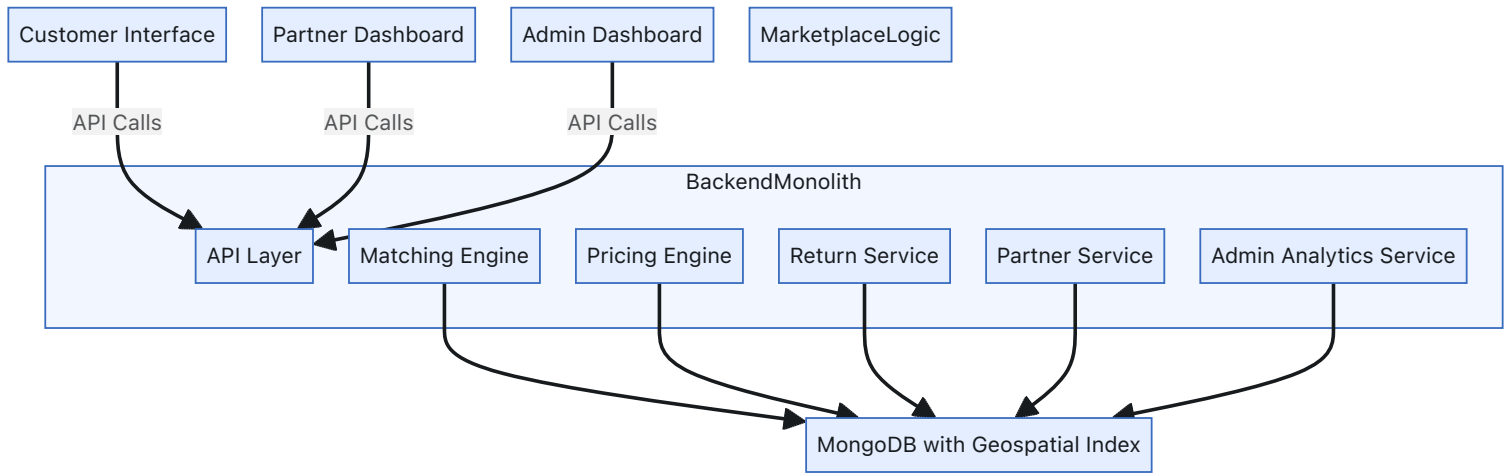 Customer Interface
Partner Dashboard
Admin Dashboard
MarketplaceLogic
API Calls
API Calls
API Calls
BackendMonolith
API Layer
Matching Engine
Pricing Engine
Return Service
Partner Service
Admin Analytics Service
MongoDB with Geospatial Index